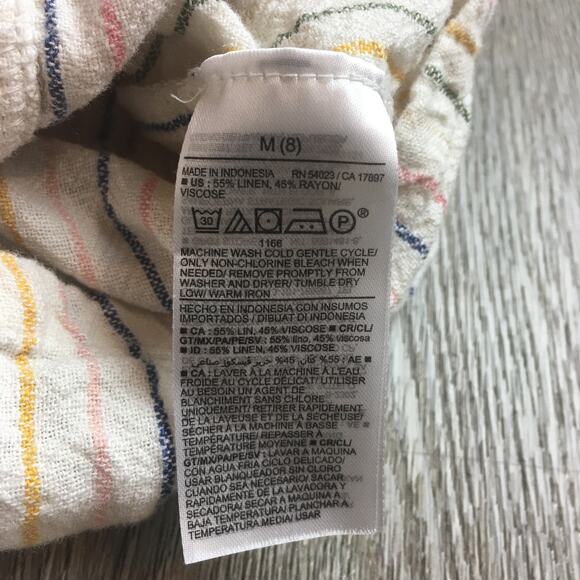 M (8)
MADE IN INDONESIA RN 54023 / CA 17897
■ US : 55% LINEN, 45% RAYON/
VISCOSE
30 P ®
1166
MACHINE WASH COLD GENTLE CYCLE/
ONLY NON-CHLORINE BLEACH WHEN
NEEDED/ REMOVE PROMPTLY FROM
WASHER AND DRYER/ TUMBLE DRY
LOW/ WARM IRON
HECHO EN INDONESIA CON INSUMOS
IMPORTADOS / DIBUAT DI INDONESIA
■ CA : 55% LIN, 45% VISCOSE ■ CR/CL/
GT/MX/PA/PE/SV : 55% lino, 45% viscosa
■ ID : 55% LINEN, 45% VISCOSE
■ AE : 55% كتان، 45% حرير فيسكوز صناعي
■ CA : LAVER À LA MACHINE À L'EAU
FROIDE AU CYCLE DÉLICAT/ UTILISER
AU BESOIN UN AGENT DE
BLANCHIMENT SANS CHLORE
UNIQUEMENT/ RETIRER RAPIDEMENT
DE LA LAVEUSE ET DE LA SÉCHEUSE/
SÉCHER À LA MACHINE À BASSE
TEMPÉRATURE/ REPASSER À
TEMPÉRATURE MOYENNE ■ CR/CL/
GT/MX/PA/PE/SV : LAVAR A MAQUINA
CON AGUA FRIA CICLO DELICADO/
USAR BLANQUEADOR SIN CLORO
CUANDO SEA NECESARIO/ SACAR
RAPIDAMENTE DE LA LAVADORA Y
SECADORA/ SECAR A MAQUINA A
BAJA TEMPERATURA/ PLANCHAR A
TEMPERATURA MEDIA/ USAR